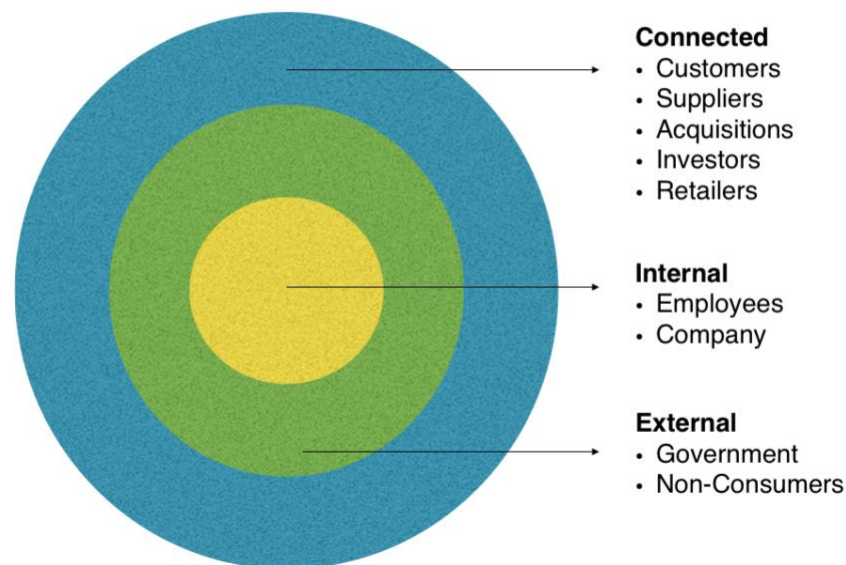 Connected
• Customers
• Suppliers
• Acquisitions
• Investors
• Retailers
Internal
• Employees
• Company
External
• Government
• Non-Consumers